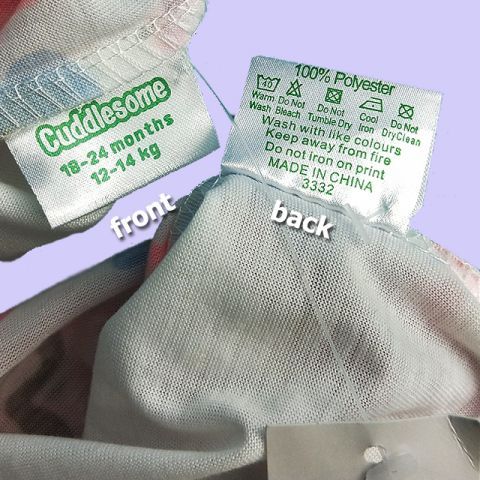 Cuddlesome
18-24 months
12-14 kg
front
100% Polyester
40
Warm Do Not Do Not Cool Do Not
Wash Bleach Tumble Dry Iron DryClean
Wash with like colours
Keep away from fire
Do not iron on print
MADE IN CHINA
3332
back